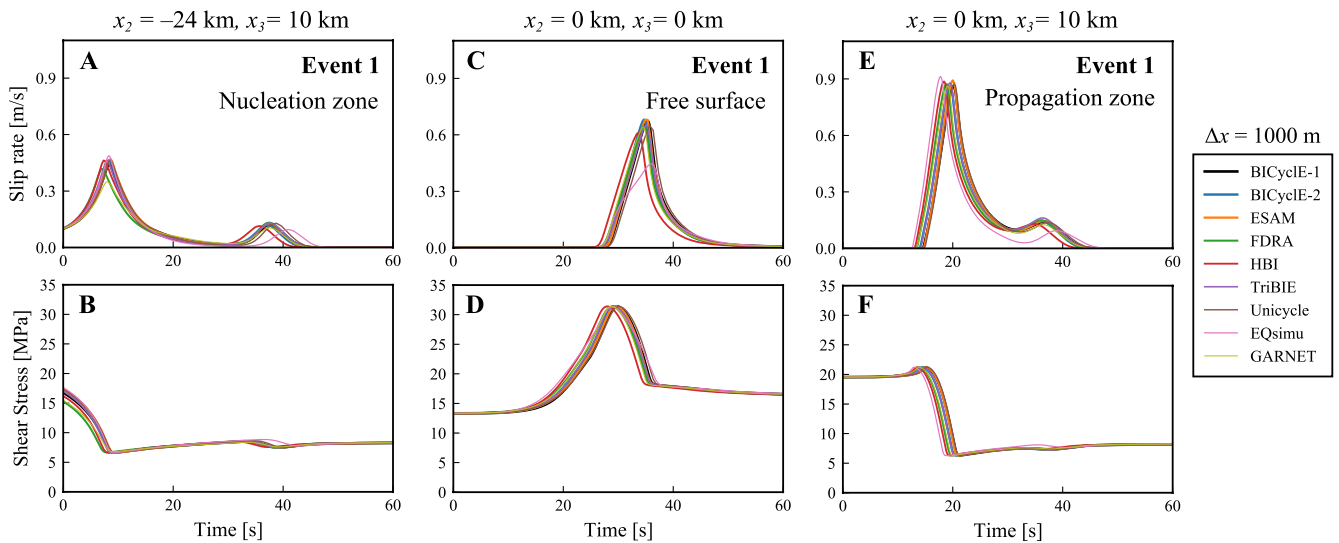 x₂ = –24 km, x₃= 10 km
x₂ = 0 km, x₃= 0 km
x₂ = 0 km, x₃= 10 km
A
Event 1
Nucleation zone
Slip rate [m/s]
0.9
0.6
0.3
0.0
0 20 40 60
C
Event 1
Free surface
0.9
0.6
0.3
0.0
0 20 40 60
E
Event 1
Propagation zone
0.9
0.6
0.3
0.0
0 20 40 60
B
Shear Stress [MPa]
35
30
25
20
15
10
5
0
0 20 40 60
Time [s]
D
35
30
25
20
15
10
5
0
0 20 40 60
Time [s]
F
35
30
25
20
15
10
5
0
0 20 40 60
Time [s]
Δx = 1000 m
BICyclE-1
BICyclE-2
ESAM
FDRA
HBI
TriBIE
Unicycle
EQsimu
GARNET